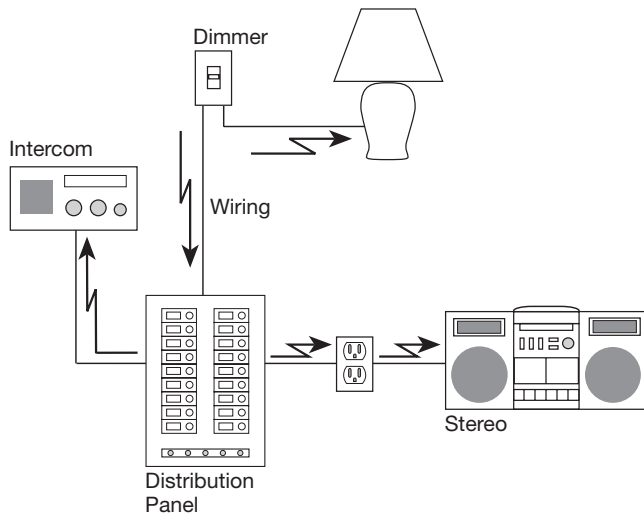 Dimmer
Intercom
Wiring
Stereo
Distribution
Panel